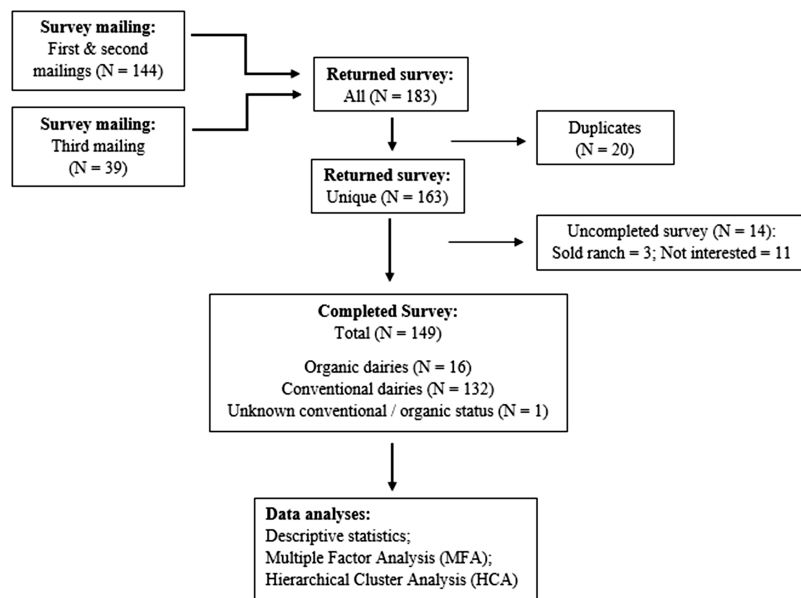 Survey mailing:
First & second
mailings (N = 144)
Survey mailing:
Third mailing
(N = 39)
Returned survey:
All (N = 183)
Duplicates
(N = 20)
Returned survey:
Unique (N = 163)
Uncompleted survey (N = 14):
Sold ranch = 3; Not interested = 11
Completed Survey:
Total (N = 149)
Organic dairies (N = 16)
Conventional dairies (N = 132)
Unknown conventional / organic status (N = 1)
Data analyses:
Descriptive statistics;
Multiple Factor Analysis (MFA);
Hierarchical Cluster Analysis (HCA)